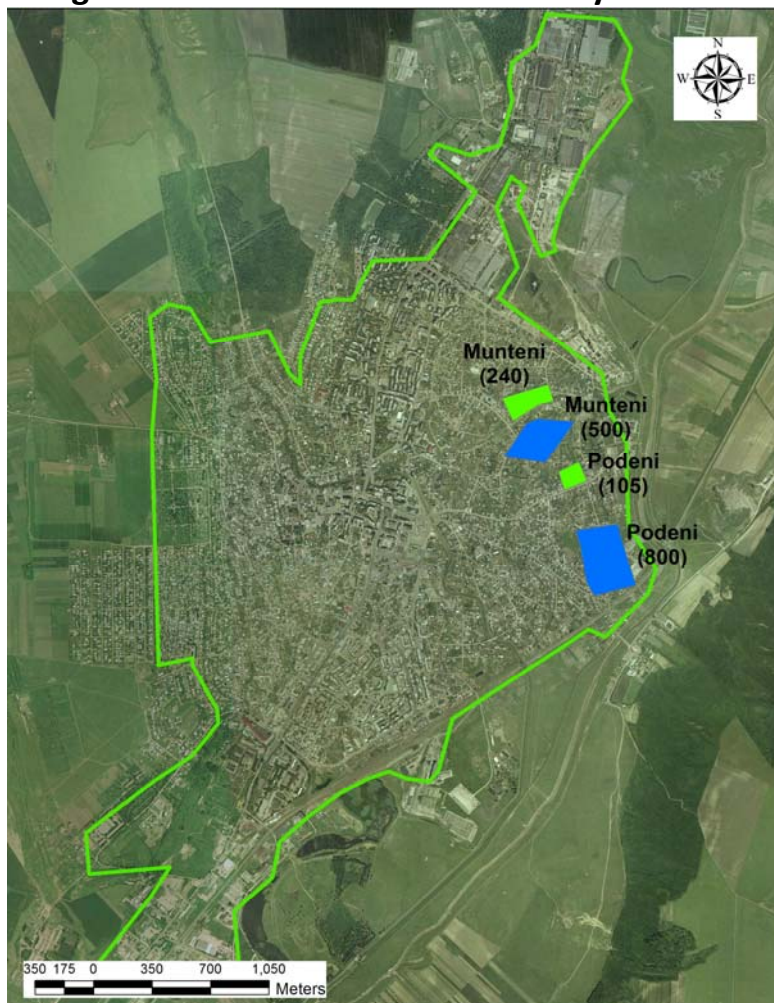 N
W E
S
Munteni
(240)
Munteni
(500)
Podeni
(105)
Podeni
(800)
350 175 0 350 700 1,050
Meters